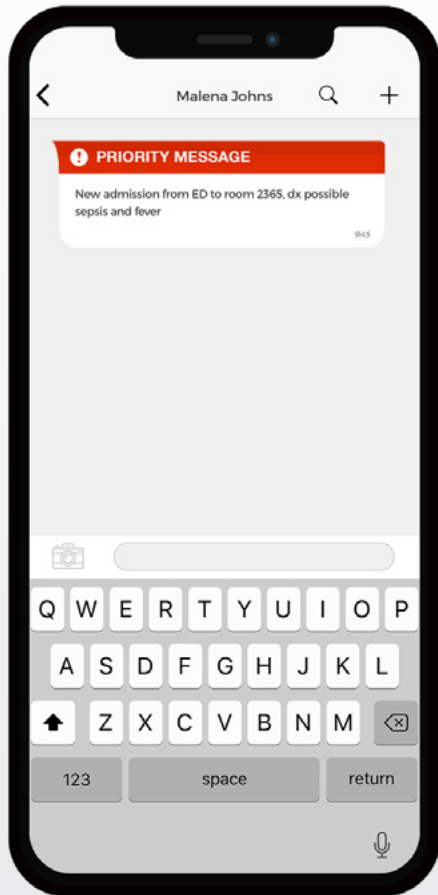 Malena Johns
PRIORITY MESSAGE
New admission from ED to room 2365, dx possible
sepsis and fever
9:45
Q W E R T Y U I O P
A S D F G H J K L
Z X C V B N M
123 space return